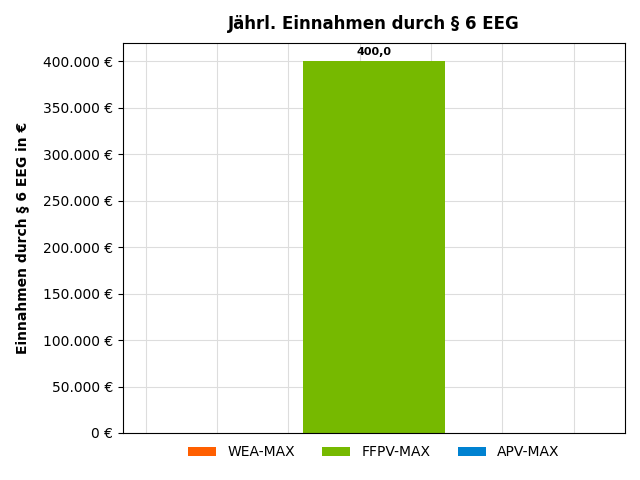 Jährl. Einnahmen durch § 6 EEG
400,0
400.000 €
350.000 €
300.000 €
250.000 €
200.000 €
150.000 €
100.000 €
50.000 €
0 €
Einnahmen durch § 6 EEG in €
WEA-MAX
FFPV-MAX
APV-MAX